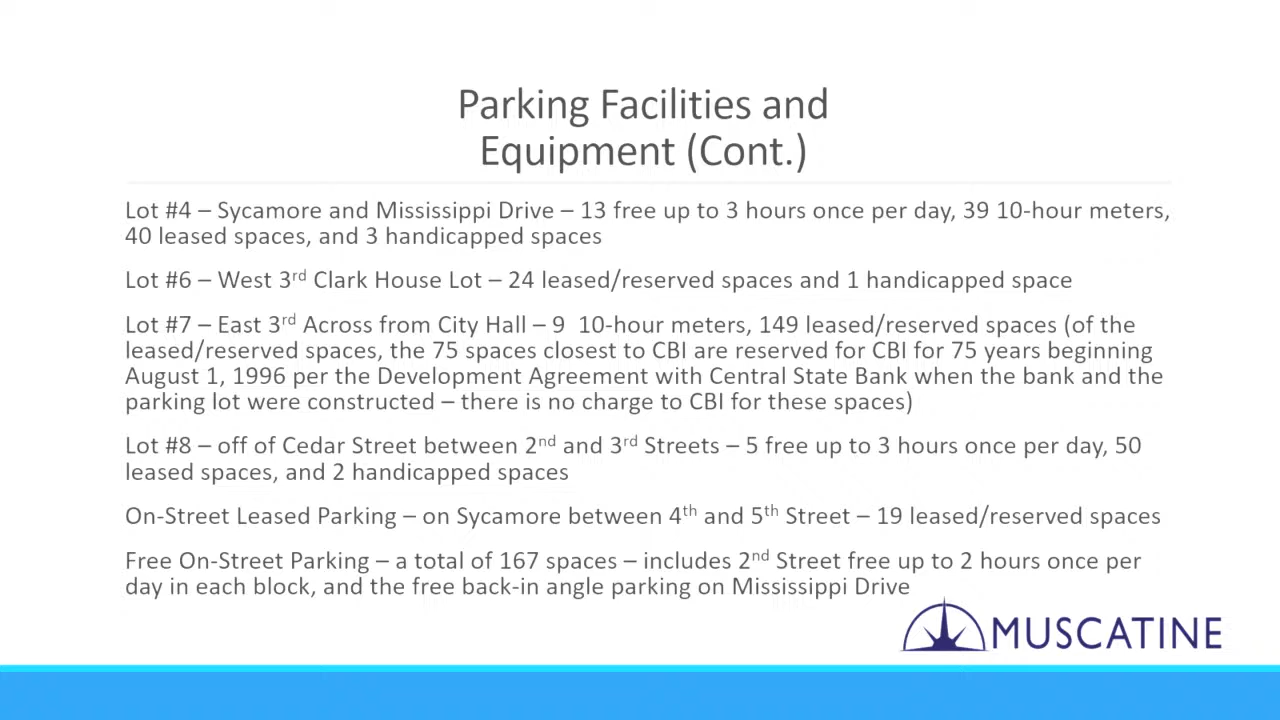 Parking Facilities and
Equipment (Cont.)
Lot #4 – Sycamore and Mississippi Drive – 13 free up to 3 hours once per day, 39 10-hour meters,
40 leased spaces, and 3 handicapped spaces
Lot #6 – West 3rd Clark House Lot – 24 leased/reserved spaces and 1 handicapped space
Lot #7 – East 3rd Across from City Hall – 9  10-hour meters, 149 leased/reserved spaces (of the
leased/reserved spaces, the 75 spaces closest to CBI are reserved for CBI for 75 years beginning
August 1, 1996 per the Development Agreement with Central State Bank when the bank and the
parking lot were constructed – there is no charge to CBI for these spaces)
Lot #8 – off of Cedar Street between 2nd and 3rd Streets – 5 free up to 3 hours once per day, 50
leased spaces, and 2 handicapped spaces
On-Street Leased Parking – on Sycamore between 4th and 5th Street – 19 leased/reserved spaces
Free On-Street Parking – a total of 167 spaces – includes 2nd Street free up to 2 hours once per
day in each block, and the free back-in angle parking on Mississippi Drive
MUSCATINE